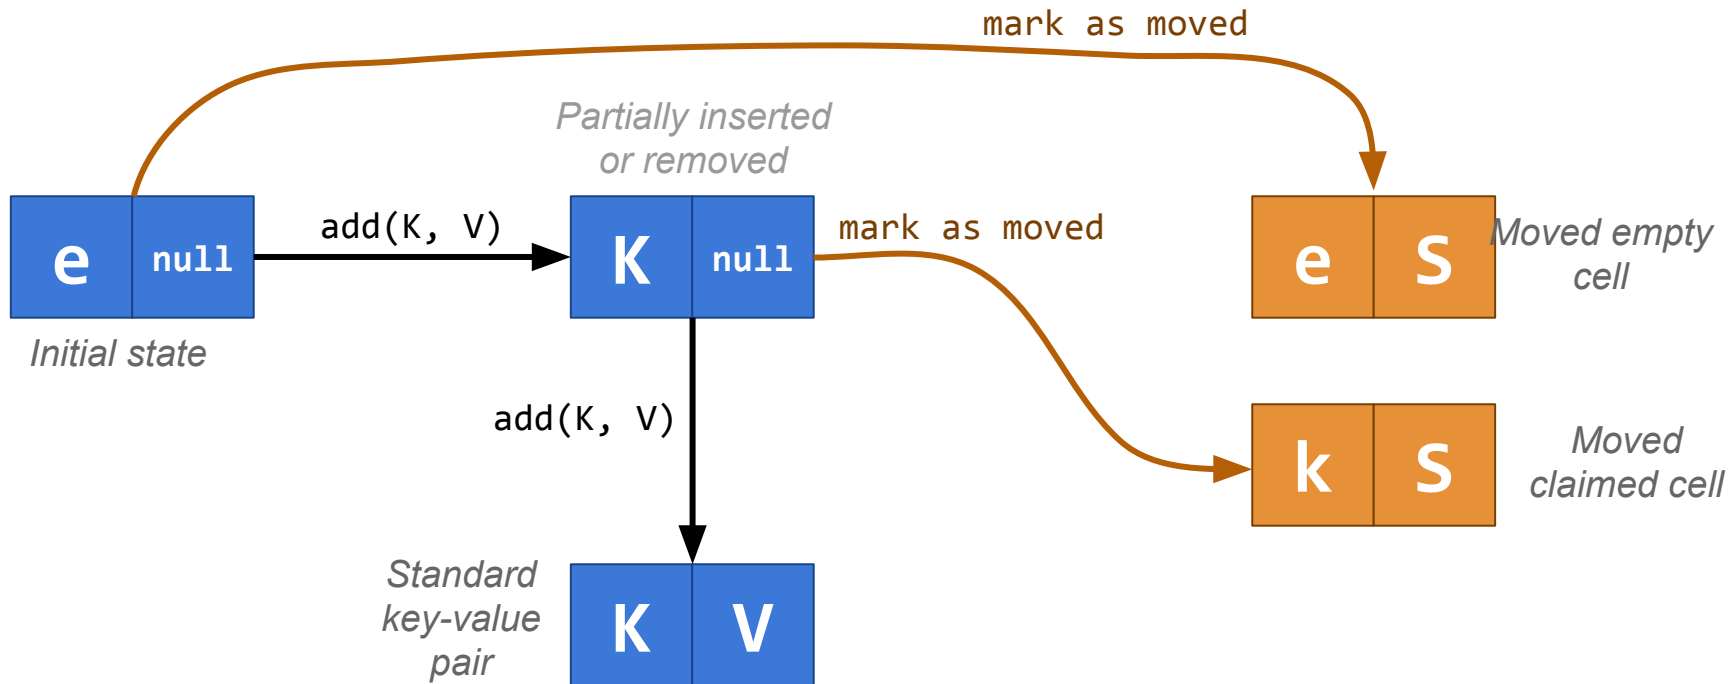 mark as moved
Partially inserted
or removed
e null
add(K, V)
K null
mark as moved
e S
Moved empty
cell
Initial state
add(K, V)
k S
Moved
claimed cell
Standard
key-value
pair
K V